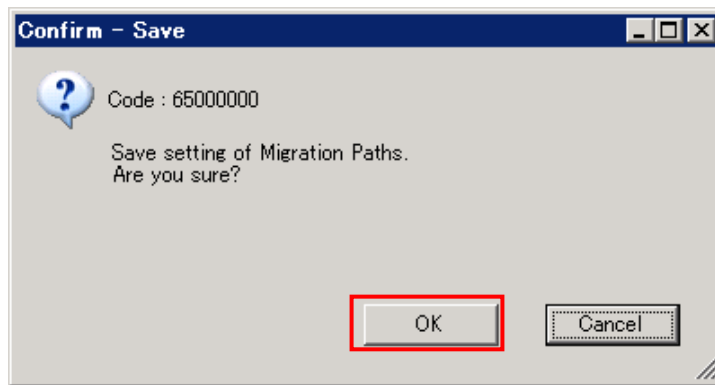 Confirm - Save
Code : 65000000
Save setting of Migration Paths.
Are you sure?
OK
Cancel